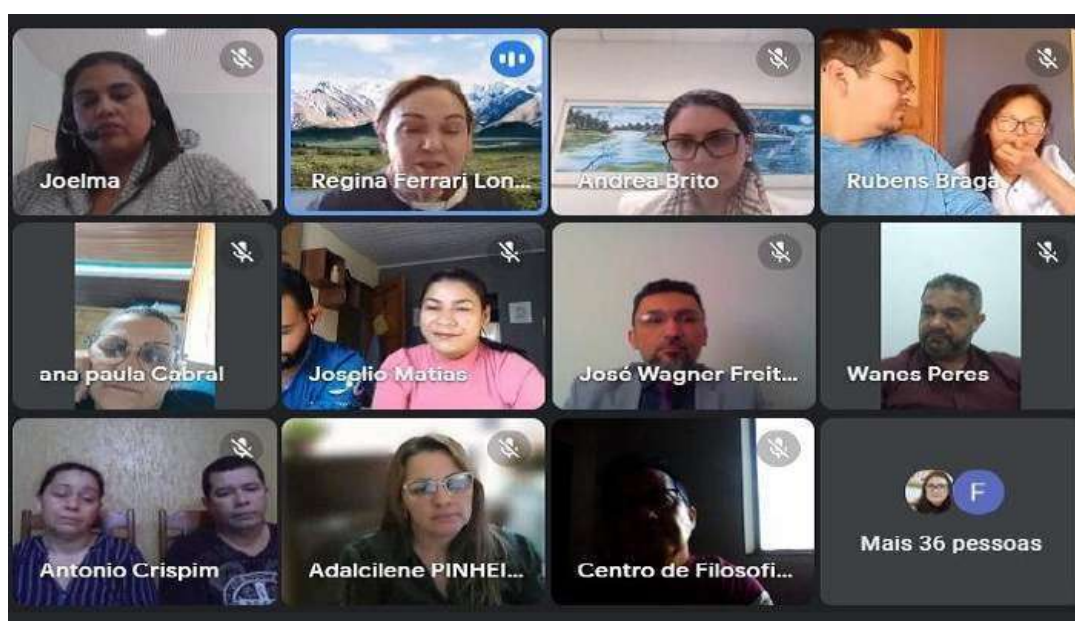 Joelma
Regina Ferrari Lon...
Andrea Brito
Rubens Braga
ana paula Cabral
Joselio Matias
José Wagner Freit...
Wanes Peres
Antonio Crispim
Adalcilene PINHEI...
Centro de Filosofi...
F
Mais 36 pessoas